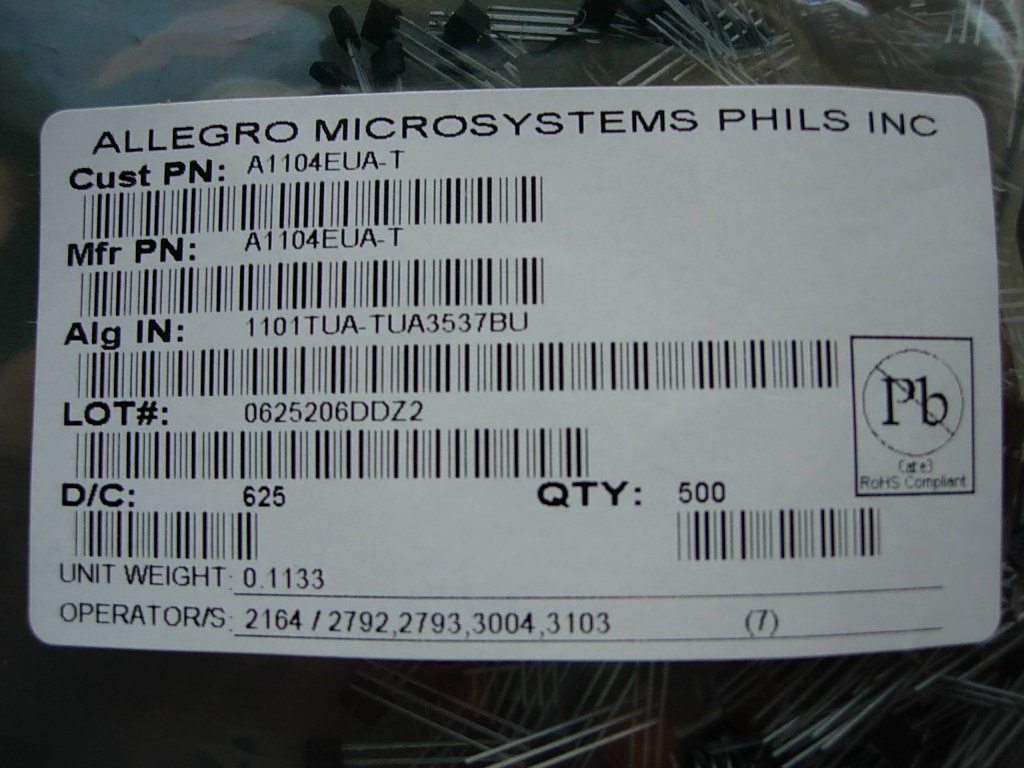 ALLEGRO MICROSYSTEMS PHILS INC
Cust PN: A1104EUA-T
Mfr PN: A1104EUA-T
Alg IN: 1101TUA-TUA3537BU
LOT#: 0625206DDZ2
Pb
RoHS Compliant
D/C: 625 QTY: 500
UNIT WEIGHT: 0.1133
OPERATOR/S: 2164 / 2792,2793,3004,3103 (7)